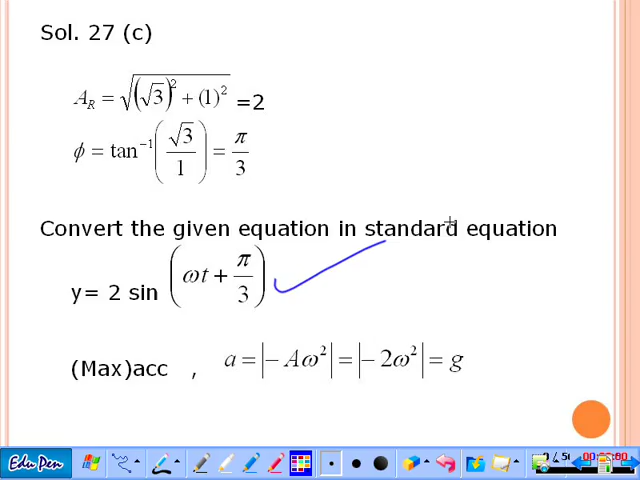 Sol. 27 (c)
A_R = √((√3)² + (1)²) =2
ϕ = tan⁻¹(√3/1) = π/3
Convert the given equation in standard equation
y= 2 sin (ωt + π/3)
(Max)acc , a = |− Aω²| = |− 2ω²| = g
Edu Pen